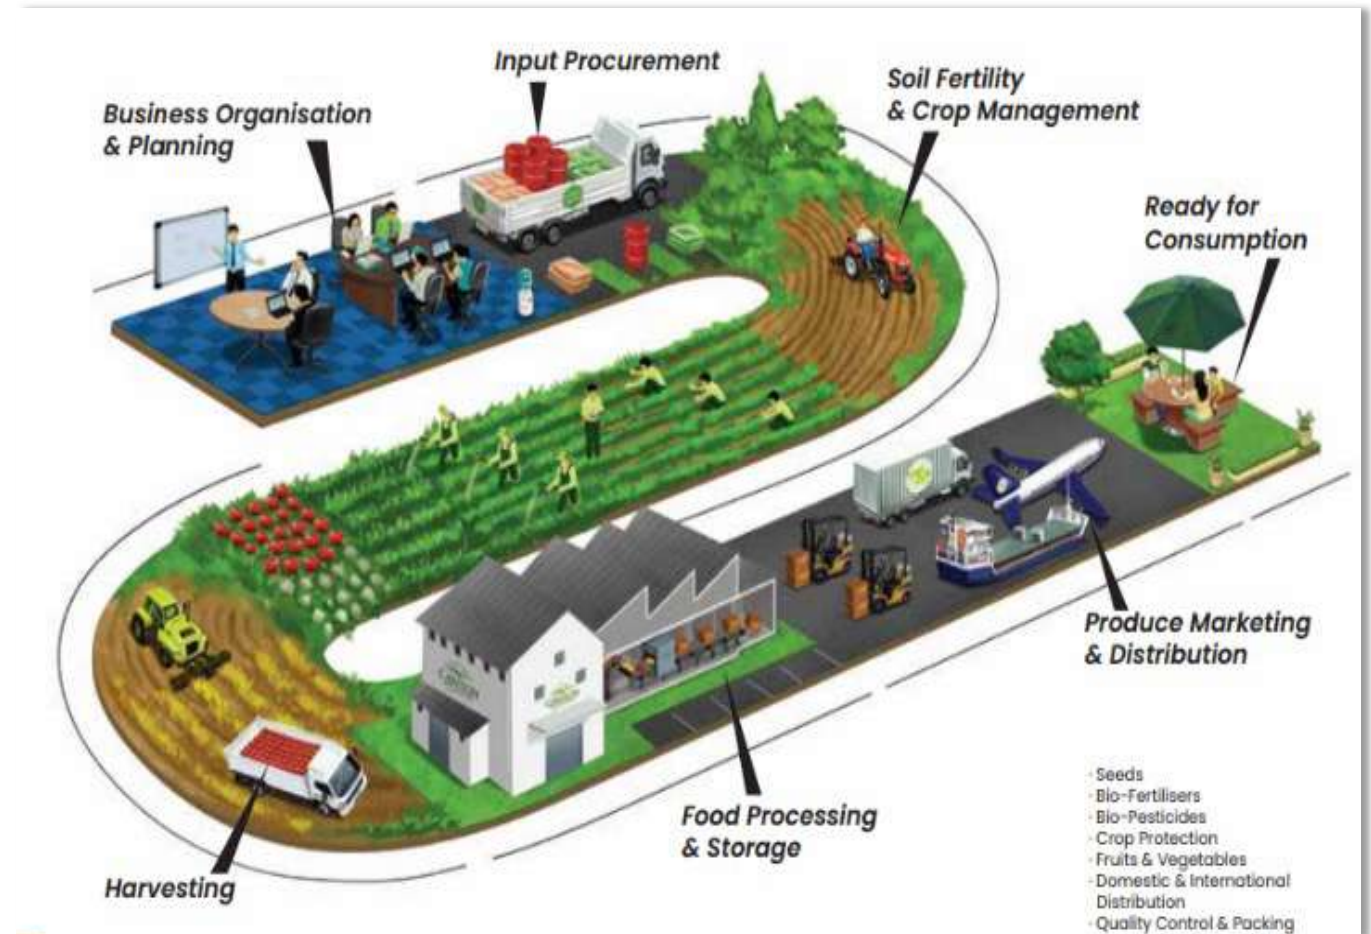 Input Procurement
Business Organisation
& Planning
Soil Fertility
& Crop Management
Ready for
Consumption
Produce Marketing
& Distribution
Food Processing
& Storage
Harvesting
· Seeds
· Bio-Fertilisers
· Bio-Pesticides
· Crop Protection
· Fruits & Vegetables
· Domestic & International
Distribution
· Quality Control & Packing